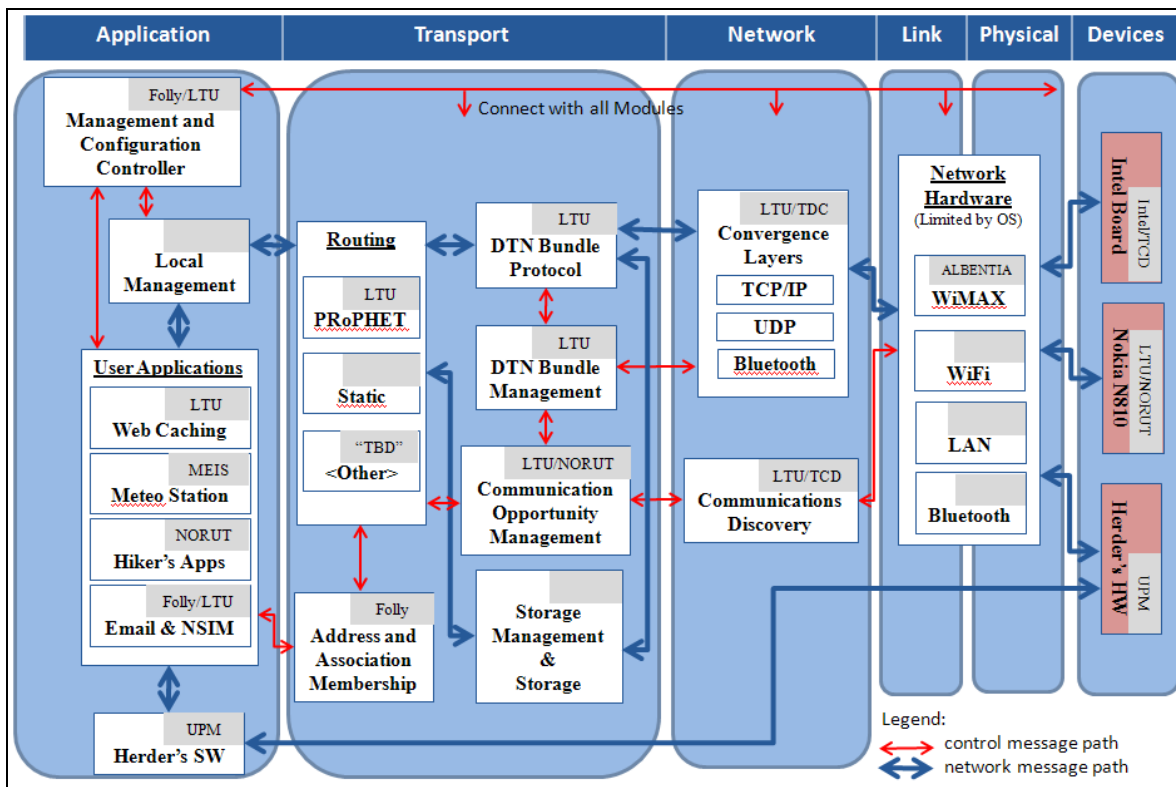 Application
Transport
Network
Link
Physical
Devices
Connect with all Modules
Folly/LTU
Management and
Configuration
Controller
Local
Management
User Applications
LTU
Web Caching
MEIS
Meteo Station
NORUT
Hiker's Apps
Folly/LTU
Email & NSIM
UPM
Herder's SW
Routing
LTU
PRoPHET
Static
“TBD”
<Other>
Folly
Address and
Association
Membership
LTU
DTN Bundle
Protocol
LTU
DTN Bundle
Management
LTU/NORUT
Communication
Opportunity
Management
Storage
Management
&
Storage
LTU/TDC
Convergence
Layers
TCP/IP
UDP
Bluetooth
LTU/TCD
Communications
Discovery
Network
Hardware
(Limited by OS)
ALBENTIA
WiMAX
WiFi
LAN
Bluetooth
Intel Board
Intel/TCD
Nokia N810
LTU/NORUT
Herder's HW
UPM
Legend:
control message path
network message path